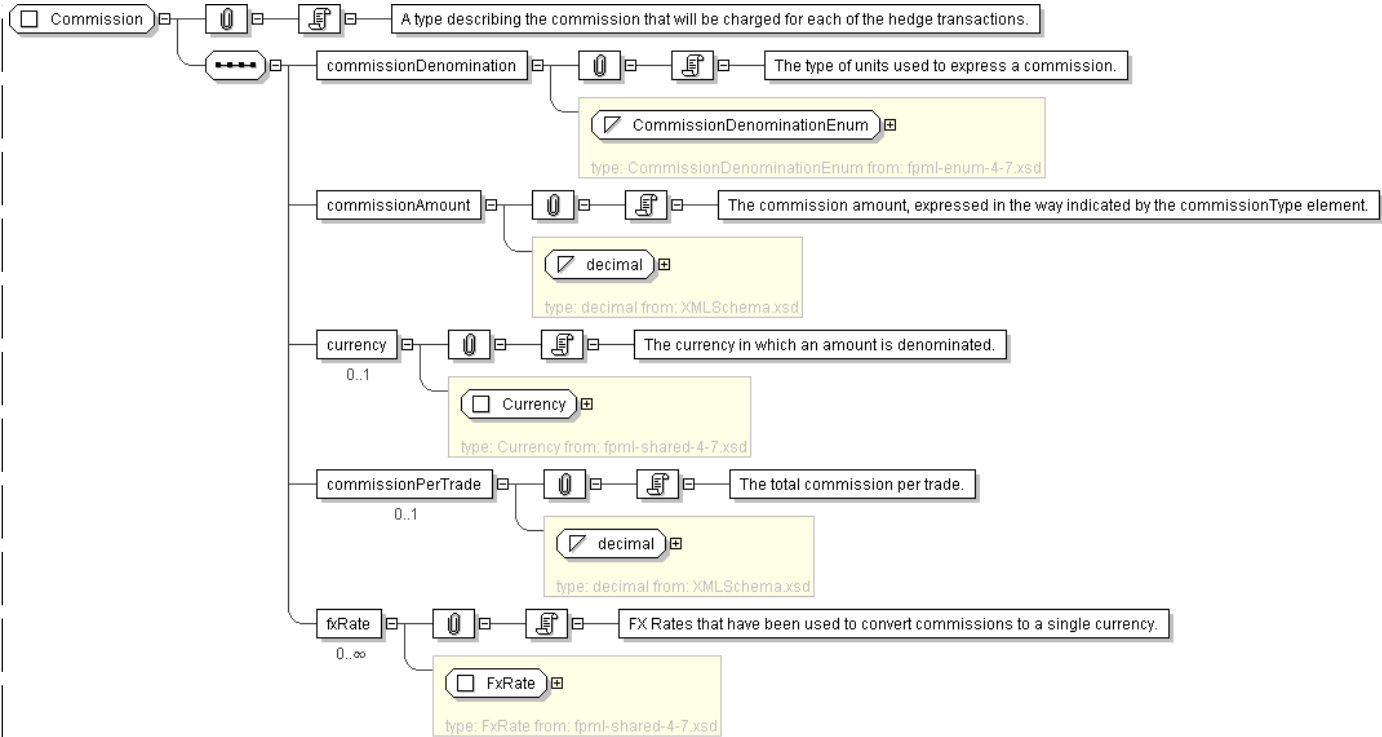 Commission
A type describing the commission that will be charged for each of the hedge transactions.
commissionDenomination
The type of units used to express a commission.
CommissionDenominationEnum
type: CommissionDenominationEnum from: fpml-enum-4-7.xsd
commissionAmount
The commission amount, expressed in the way indicated by the commissionType element.
decimal
type: decimal from: XMLSchema.xsd
currency
The currency in which an amount is denominated.
0..1
Currency
type: Currency from: fpml-shared-4-7.xsd
commissionPerTrade
The total commission per trade.
0..1
decimal
type: decimal from: XMLSchema.xsd
fxRate
FX Rates that have been used to convert commissions to a single currency.
0..∞
FxRate
type: FxRate from: fpml-shared-4-7.xsd